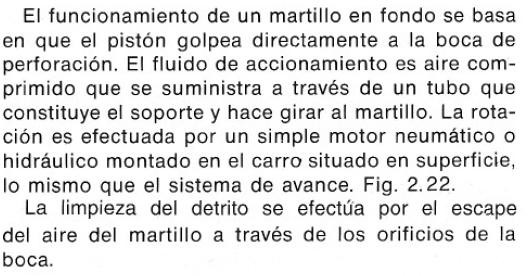 El funcionamiento de un martillo en fondo se basa
en que el pistón golpea directamente a la boca de
perforación. El fluido de accionamiento es aire com-
primido que se suministra a través de un tubo que
constituye el soporte y hace girar al martillo. La rota-
ción es efectuada por un simple motor neumático o
hidráulico montado en el carro situado en superficie,
lo mismo que el sistema de avance. Fig. 2.22.
La limpieza del detrito se efectúa por el escape
del aire del martillo a través de los orificios de la
boca.